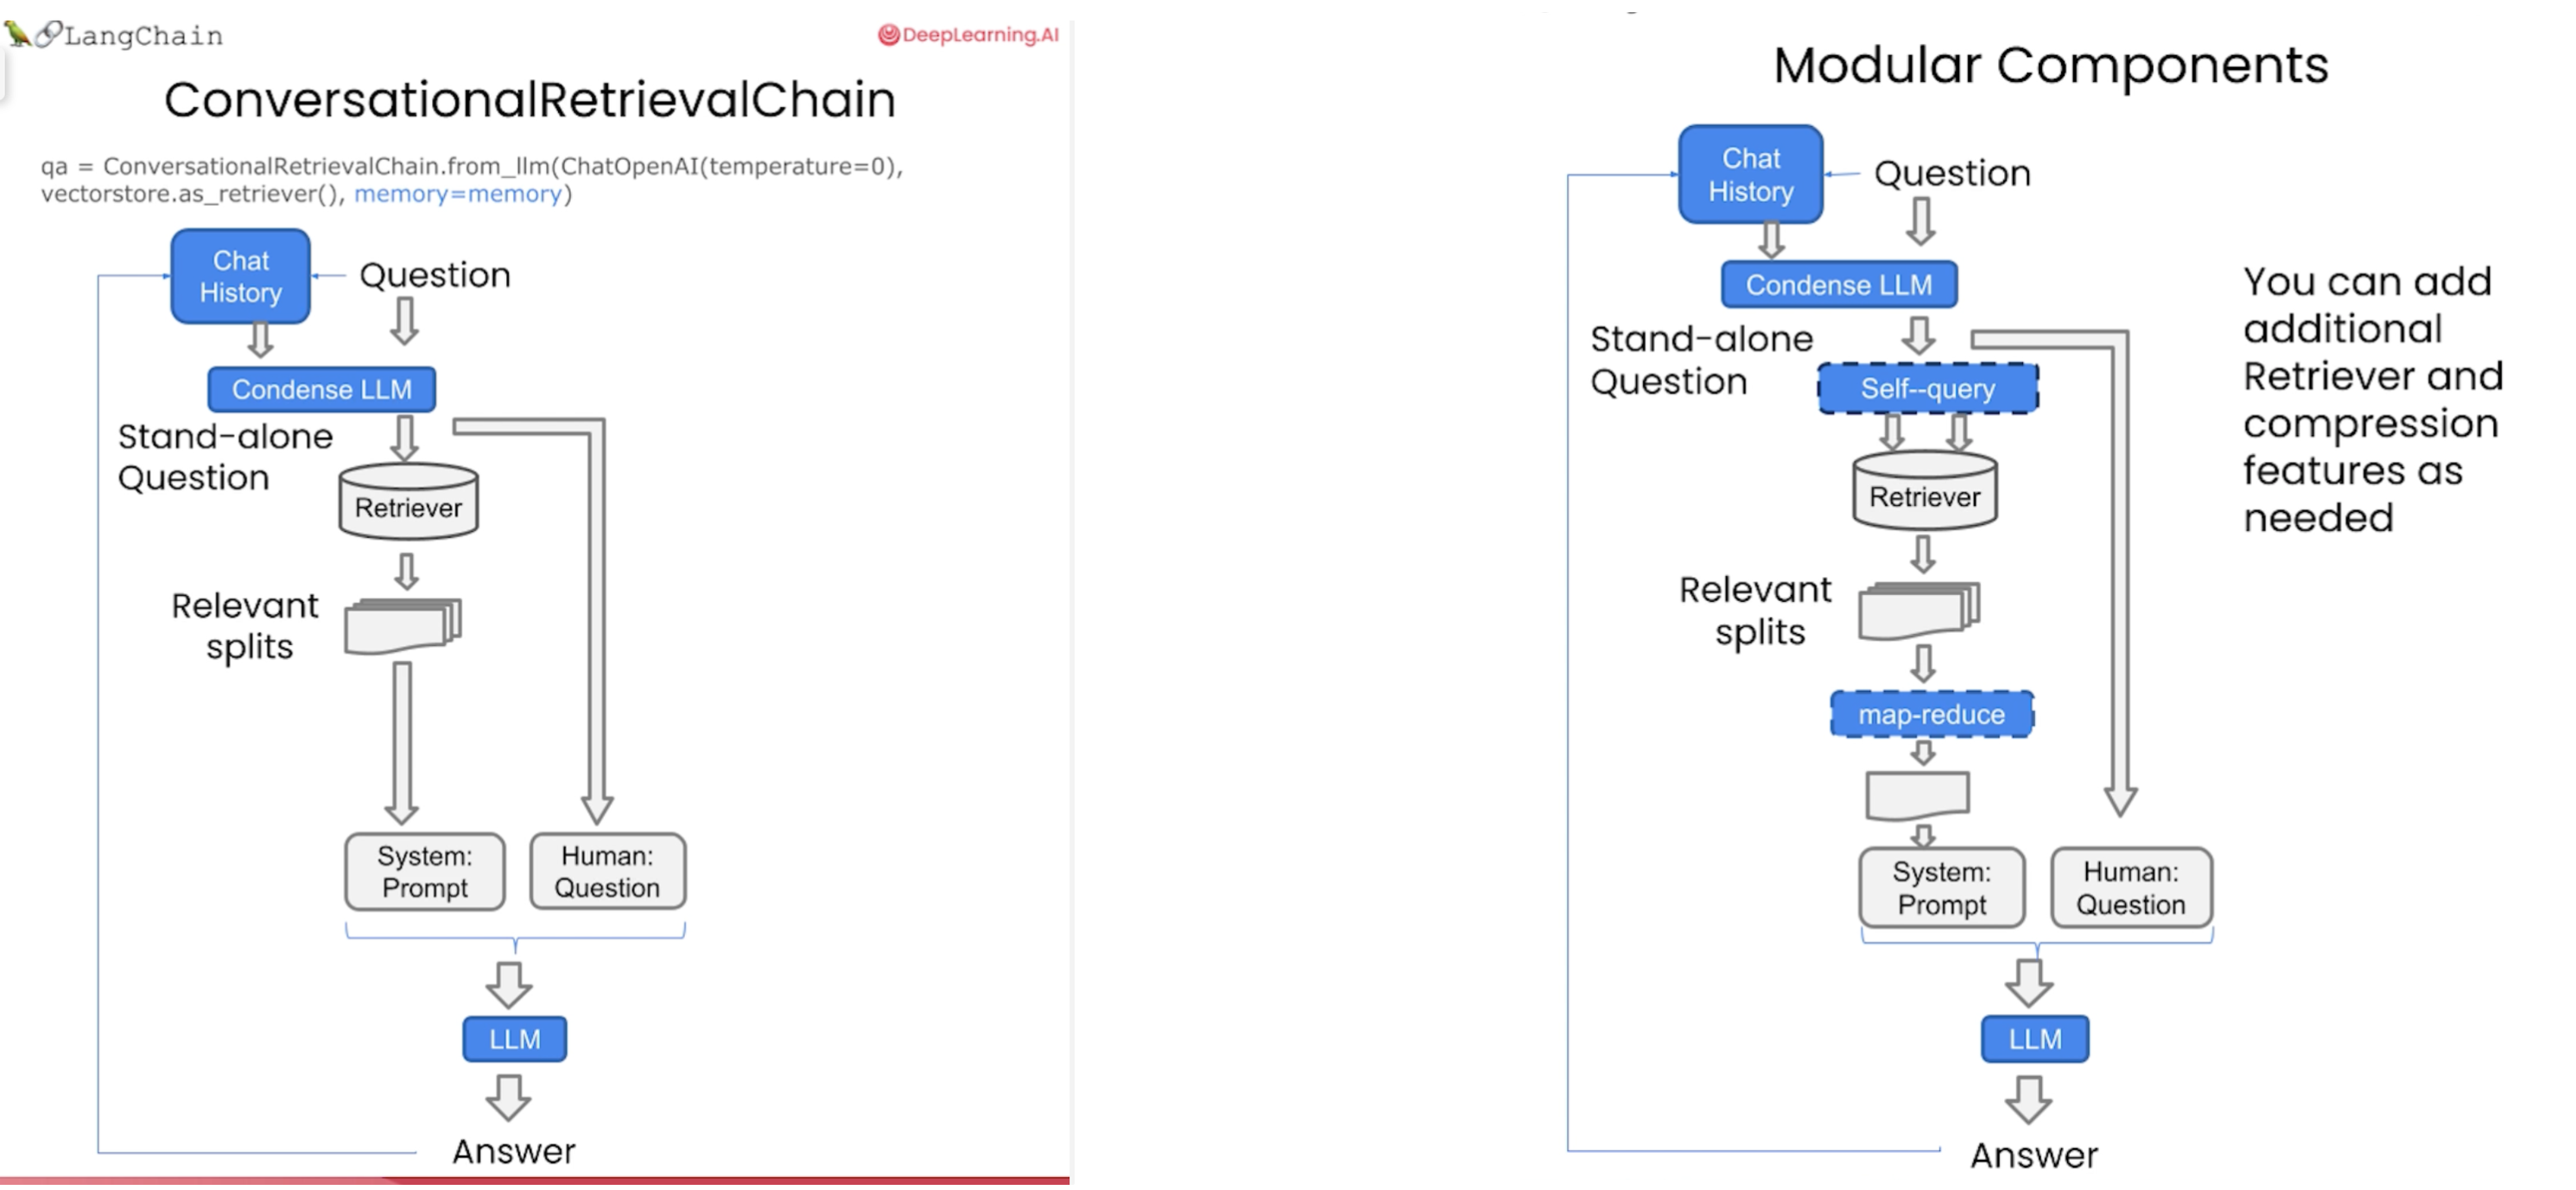 LangChain
DeepLearning.AI
ConversationalRetrievalChain
qa = ConversationalRetrievalChain.from_llm(ChatOpenAI(temperature=0),
vectorstore.as_retriever(), memory=memory)
Chat
History
Question
Condense LLM
Stand-alone
Question
Retriever
Relevant
splits
System:
Prompt
Human:
Question
LLM
Answer
Modular Components
Chat
History
Question
Condense LLM
Stand-alone
Question
Self--query
Retriever
Relevant
splits
map-reduce
System:
Prompt
Human:
Question
LLM
Answer
You can add
additional
Retriever and
compression
features as
needed